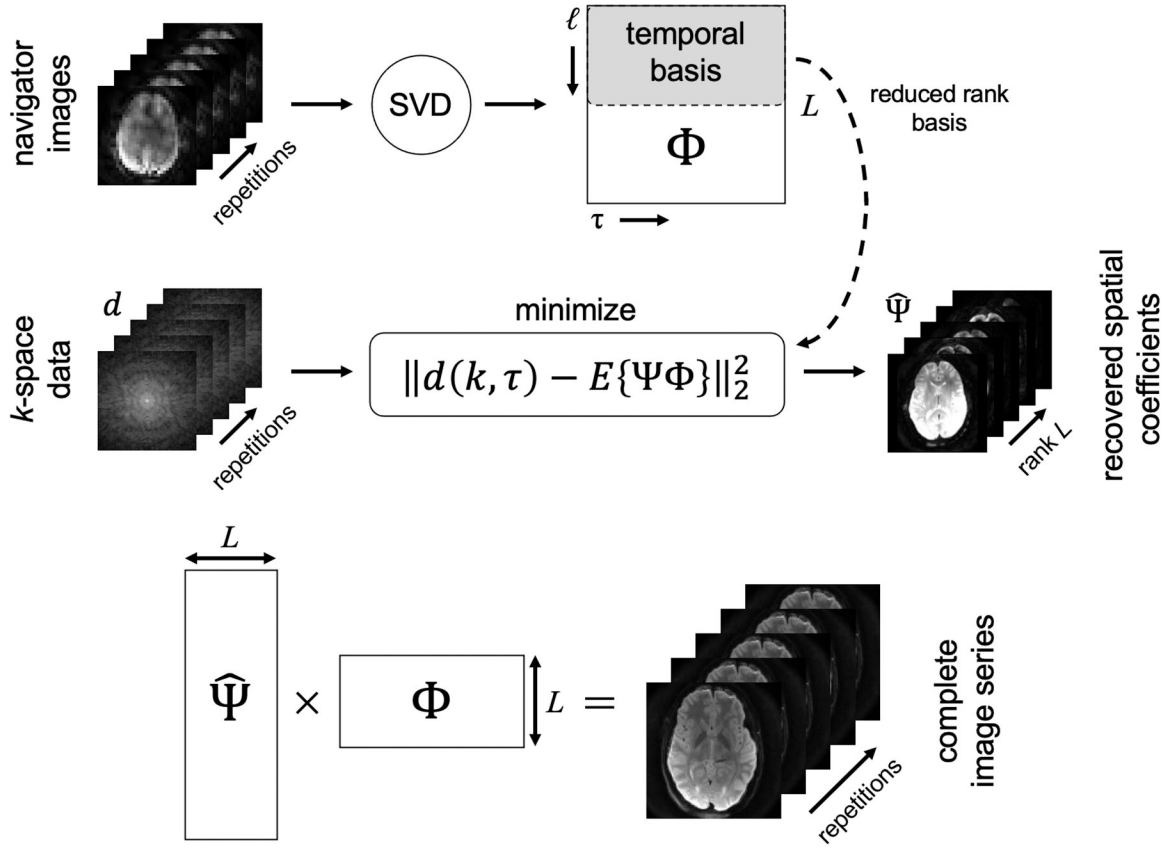 navigator
images
repetitions
SVD
ℓ
temporal
basis
L
Φ
τ
reduced rank
basis
k-space
data
d
repetitions
minimize
‖d(k, τ) − E{ΨΦ}‖₂²
Ψ̂
rank L
recovered spatial
coefficients
L
Ψ̂
×
Φ
L
=
repetitions
complete
image series